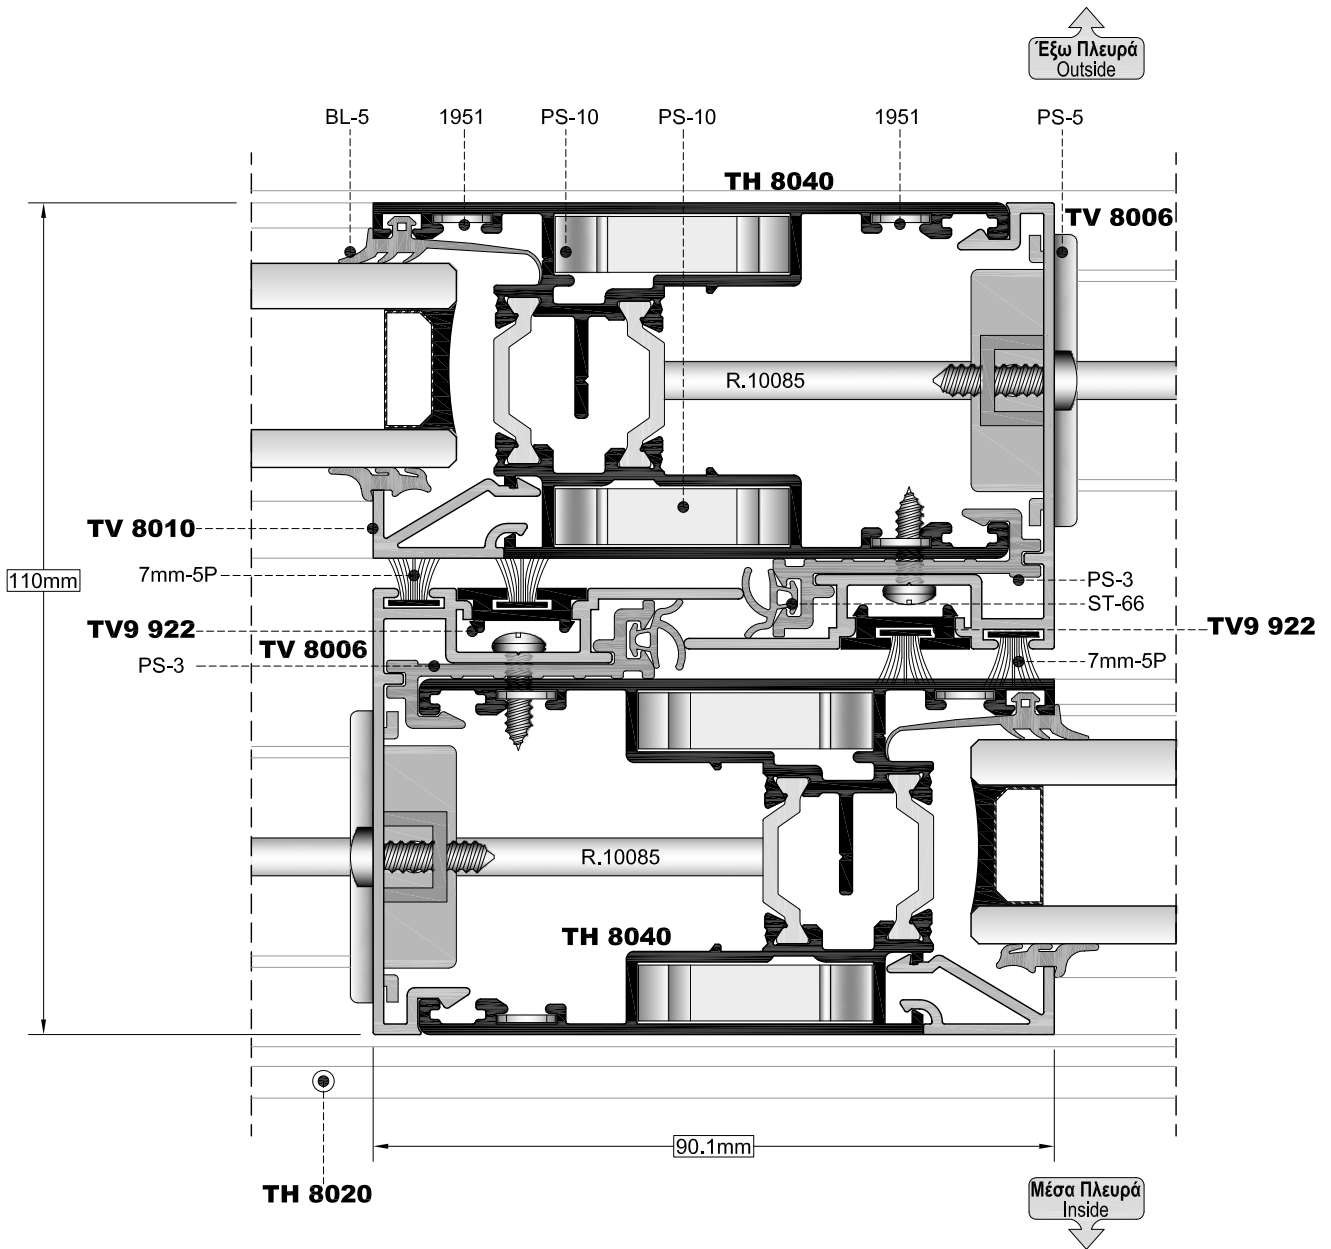 Έξω Πλευρά
Outside
BL-5
1951
PS-10
PS-10
1951
PS-5
TH 8040
TV 8006
R.10085
TV 8010
110mm
7mm-5P
PS-3
ST-66
TV9 922
TV9 922
TV 8006
PS-3
7mm-5P
R.10085
TH 8040
90.1mm
TH 8020
Μέσα Πλευρά
Inside